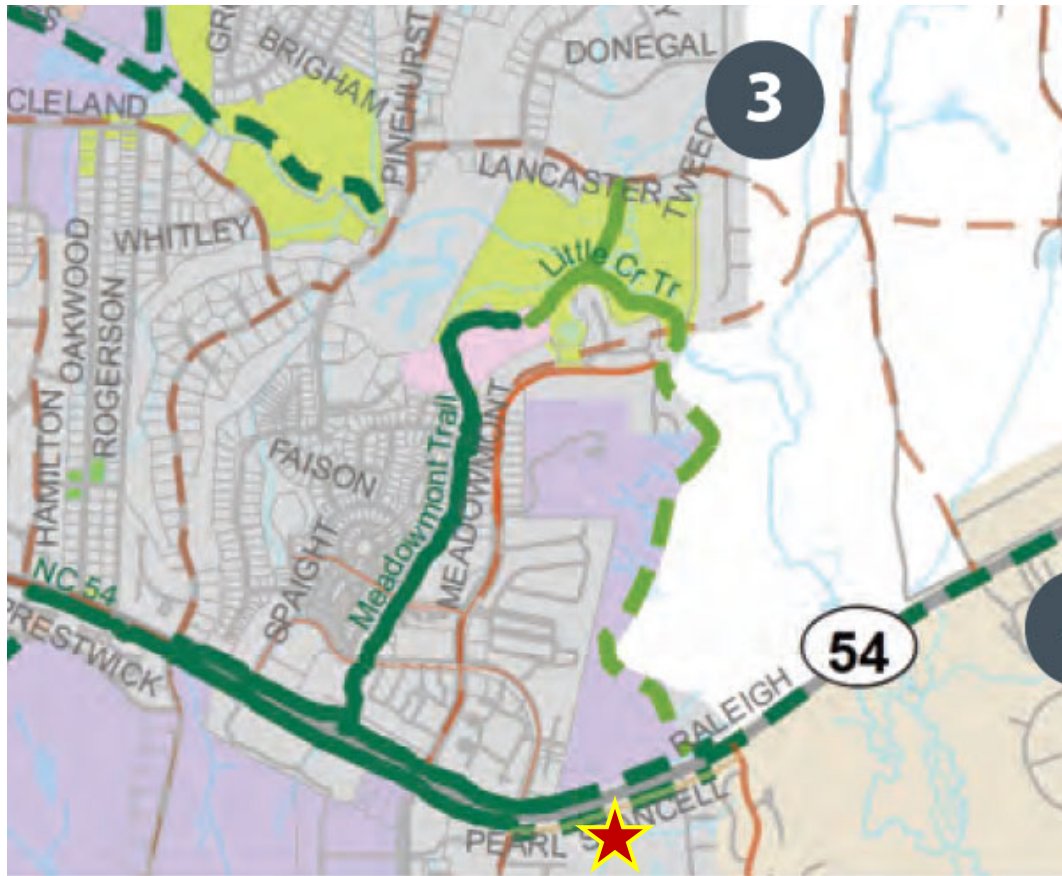 DONEGAL
3
BRIGHAM
PINEHURST
CLELAND
LANCASTER
TWEED
WHITLEY
OAKWOOD
ROGERSON
HAMILTON
Little Cr Tr
FAISON
Meadowmont Trail
MEADOWMONT
SPAIGHT
NC 54
PRESTWICK
54
RALEIGH
PEARL